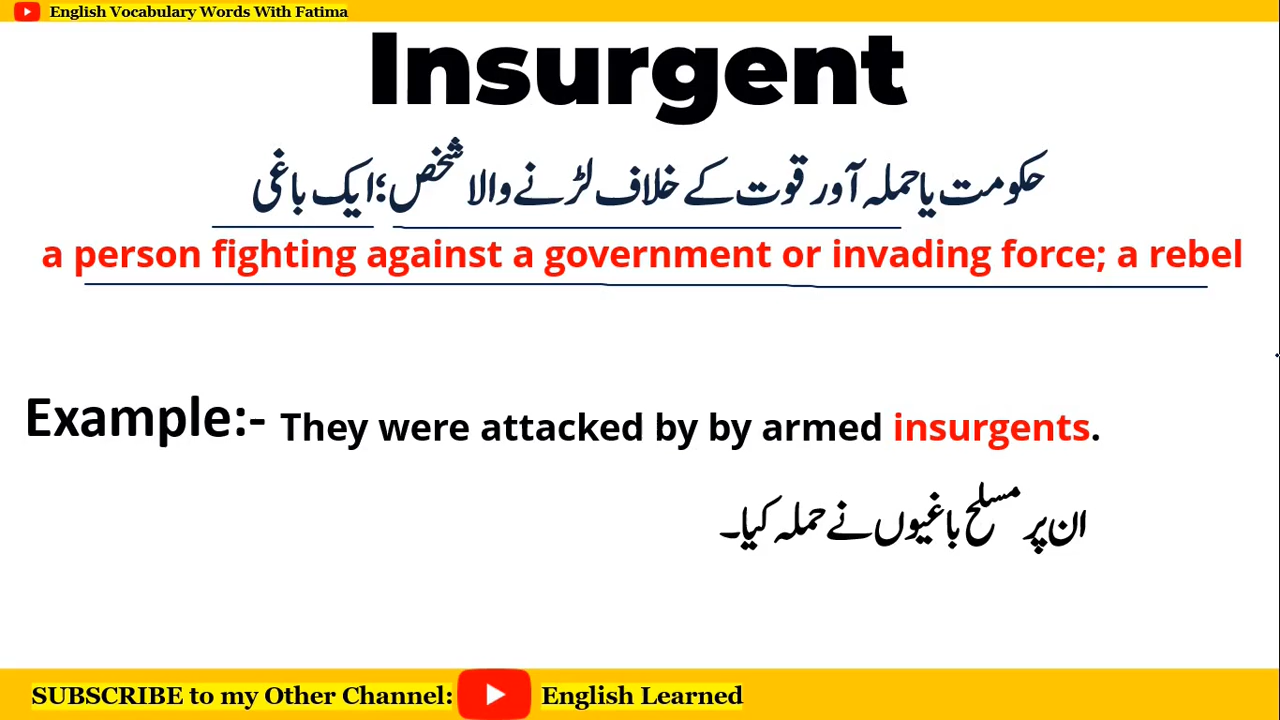 English Vocabulary Words With Fatima
Insurgent
حکومت یا حملہ آور قوت کے خلاف لڑنے والا شخص؛ ایک باغی
a person fighting against a government or invading force; a rebel
Example:- They were attacked by by armed insurgents.
ان پر مسلح باغیوں نے حملہ کیا۔
SUBSCRIBE to my Other Channel: English Learned